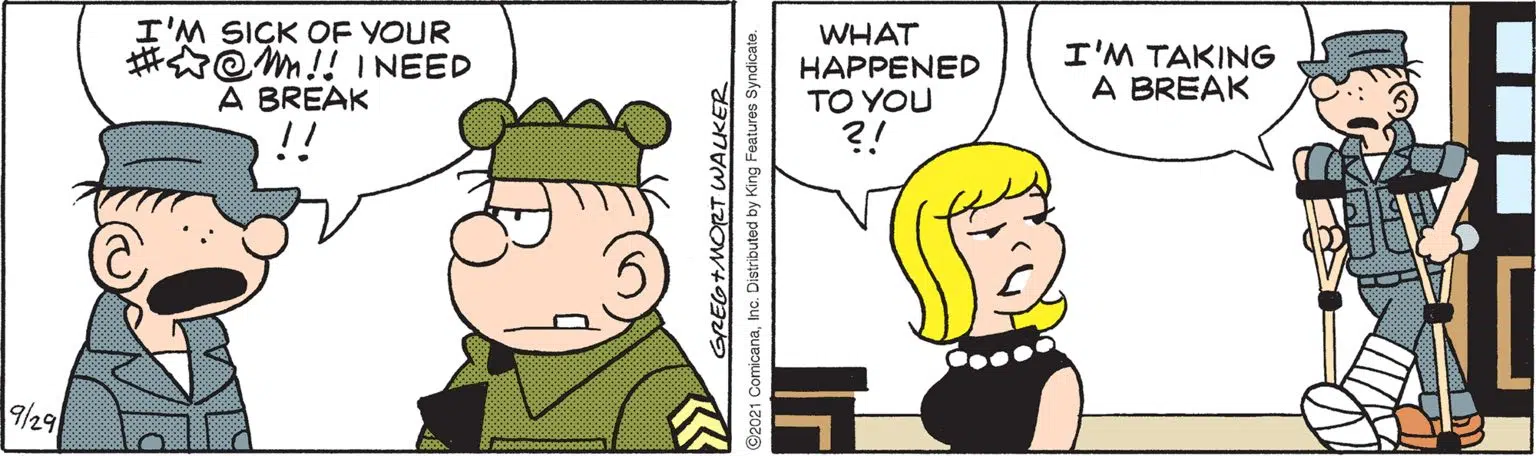 I'M SICK OF YOUR
#☆@
!! I NEED
A BREAK
!!
9/29
GREG + MORT WALKER
©2021 Comicana, Inc. Distributed by King Features Syndicate.
WHAT
HAPPENED
TO YOU
?!
I'M TAKING
A BREAK